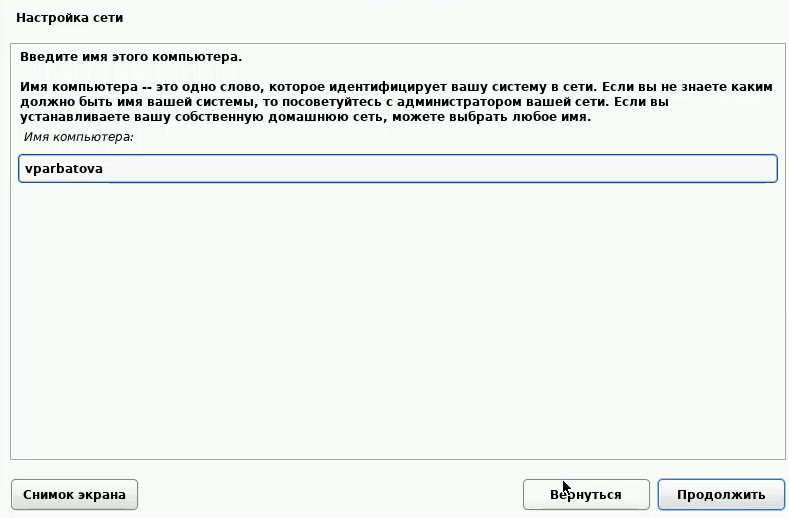 Настройка сети
Введите имя этого компьютера.
Имя компьютера -- это одно слово, которое идентифицирует вашу систему в сети. Если вы не знаете каким
должно быть имя вашей системы, то посоветуйтесь с администратором вашей сети. Если вы
устанавливаете вашу собственную домашнюю сеть, можете выбрать любое имя.
Имя компьютера:
vparbatova
Снимок экрана
Вернуться
Продолжить